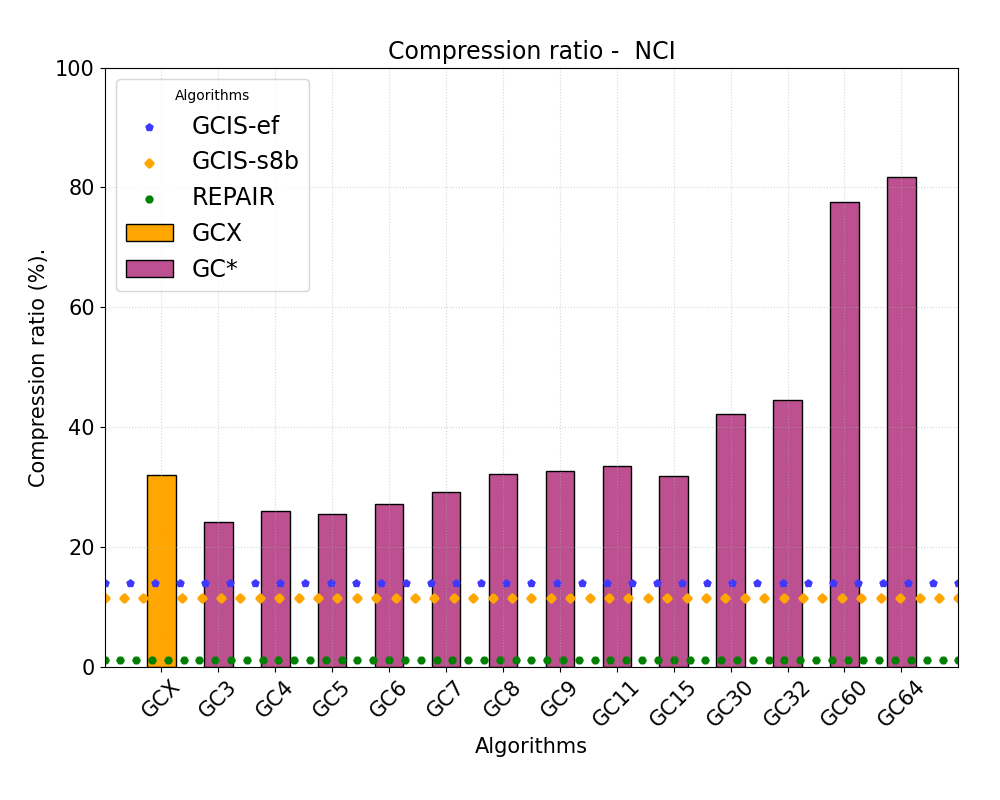 Compression ratio -  NCI
Compression ratio (%).
100
80
60
40
20
0
Algorithms
GCIS-ef
GCIS-s8b
REPAIR
GCX
GC*
GCX
GC3
GC4
GC5
GC6
GC7
GC8
GC9
GC11
GC15
GC30
GC32
GC60
GC64
Algorithms